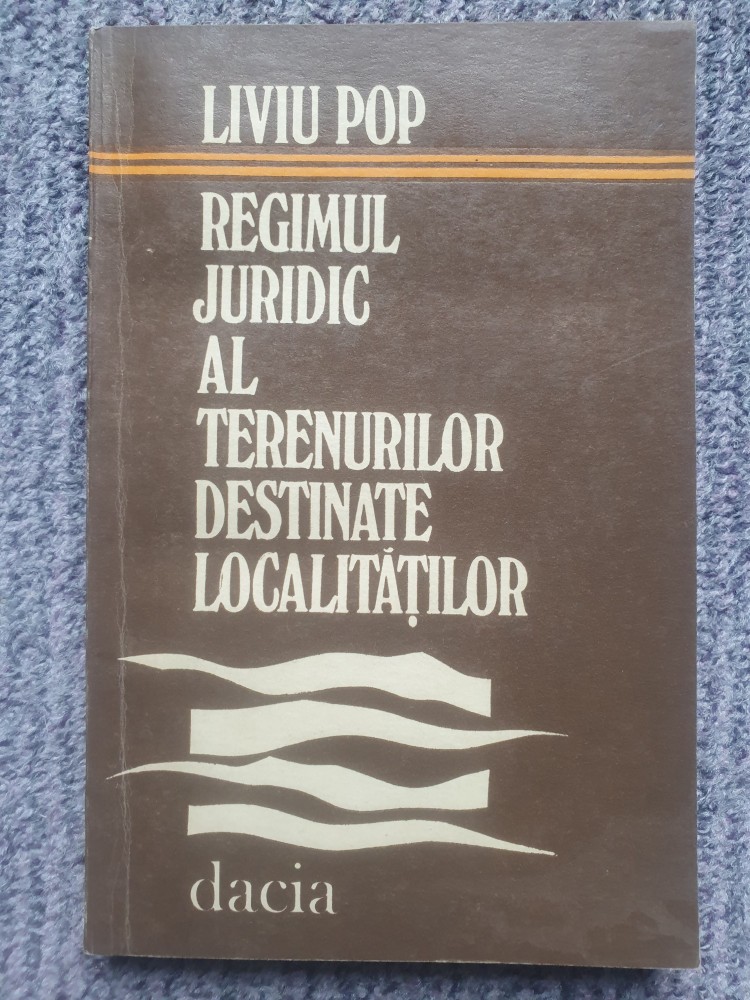 LIVIU POP
REGIMUL
JURIDIC
AL
TERENURILOR
DESTINATE
LOCALITĂȚILOR
dacia